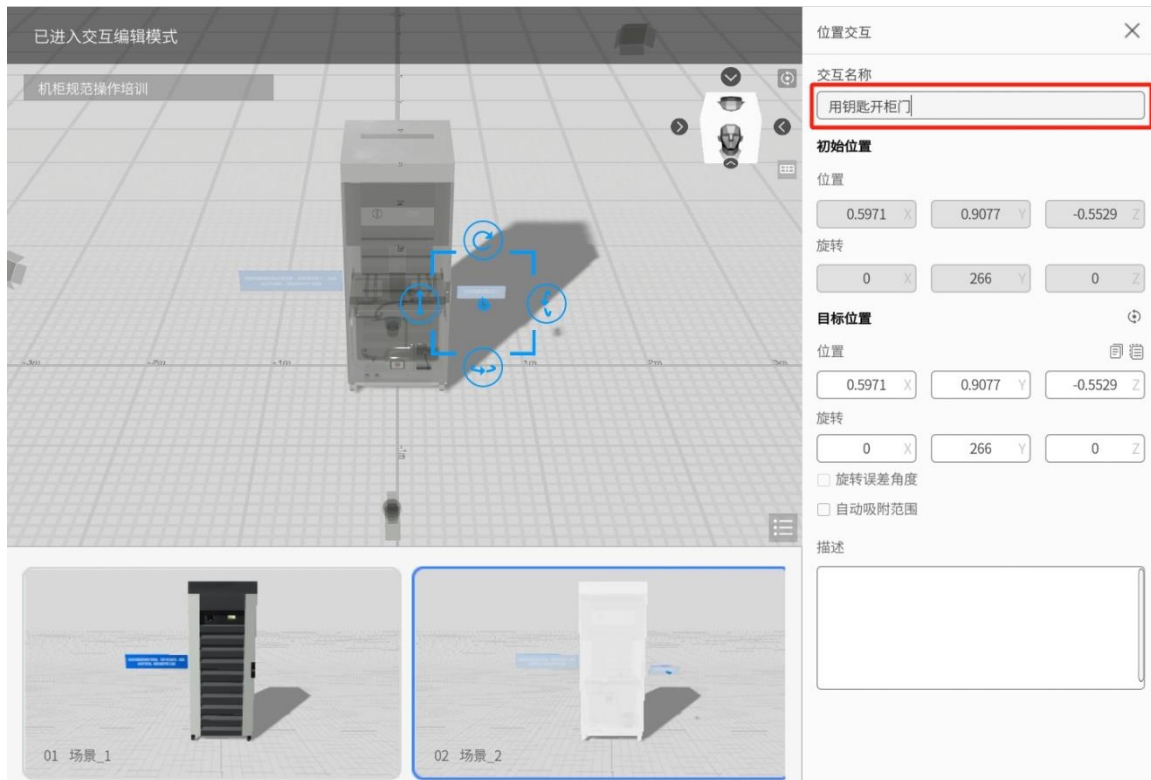 已进入交互编辑模式
机柜规范操作培训
位置交互
交互名称
用钥匙开柜门
初始位置
位置
0.5971 X 0.9077 Y -0.5529 Z
旋转
0 X 266 Y 0 Z
目标位置
位置
0.5971 X 0.9077 Y -0.5529 Z
旋转
0 X 266 Y 0 Z
旋转误差角度
自动吸附范围
描述
01 场景_1
02 场景_2